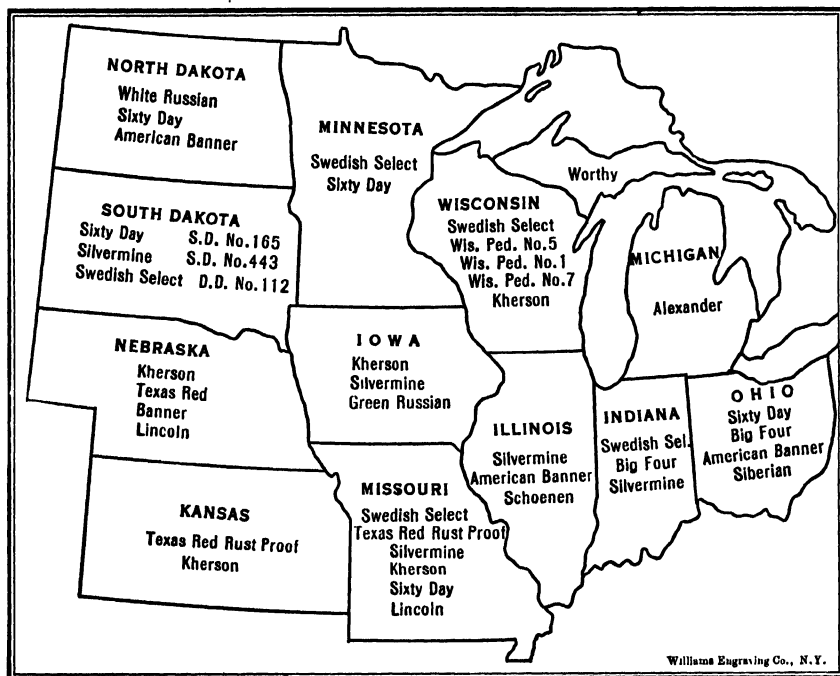 NORTH DAKOTA
White Russian
Sixty Day
American Banner
MINNESOTA
Swedish Select
Sixty Day
Worthy
WISCONSIN
Swedish Select
Wis. Ped. No.5
Wis. Ped. No.1
Wis. Ped. No.7
Kherson
MICHIGAN
Alexander
SOUTH DAKOTA
Sixty Day S.D. No.165
Silvermine S.D. No.443
Swedish Select D.D. No.112
NEBRASKA
Kherson
Texas Red
Banner
Lincoln
IOWA
Kherson
Silvermine
Green Russian
ILLINOIS
Silvermine
American Banner
Schoenen
INDIANA
Swedish Sel.
Big Four
Silvermine
OHIO
Sixty Day
Big Four
American Banner
Siberian
KANSAS
Texas Red Rust Proof
Kherson
MISSOURI
Swedish Select
Texas Red Rust Proof
Silvermine
Kherson
Sixty Day
Lincoln
Williams Engraving Co., N.Y.